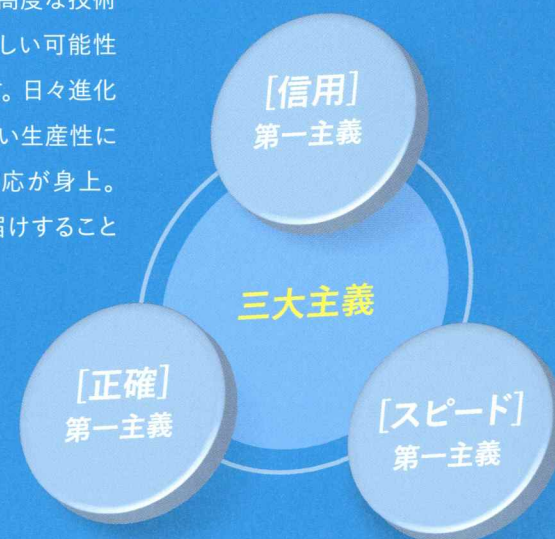 高度な技術
しい可能性
。日々進化
い生産性に
応が身上。
届けすること
[信用]
第一主義
三大主義
[正確]
第一主義
[スピード]
第一主義